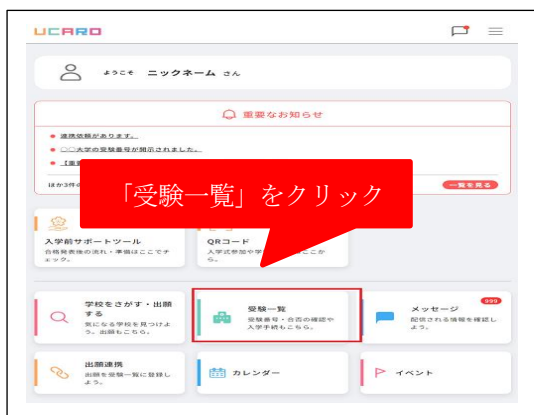 UCARO
ようこそ ニックネーム さん
重要なお知らせ
連携依頼があります。
□□大学の受験番号が開示されました。
ほか3件の
一覧を見る
「受験一覧」をクリック
入学前サポートツール
合格発表後の流れ・準備はここでチ
ェック。
QRコード
入学式参加や学
ここか
ら。
学校をさがす・出願
する
気になる学校を見つけよ
う。出願もこちら。
受験一覧
受験番号・合否の確認や
入学手続もこちら。
999
メッセージ
配信される情報を確認し
よう。
出願連携
出願を受験一覧に登録し
よう。
カレンダー
イベント